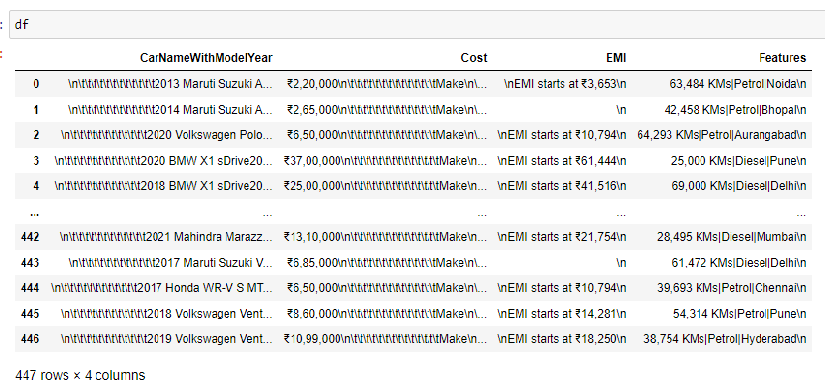 df
CarNameWithModelYear Cost EMI Features
0 \n\t\t\t\t\t\t\t\t\t\t2013 Maruti Suzuki A... ₹2,20,000\n\t\t\t\t\t\t\t\t\t\tMake\n\... \nEMI starts at ₹3,653\n 63,484 KMs|Petrol|Noida\n
1 \n\t\t\t\t\t\t\t\t\t\t2014 Maruti Suzuki A... ₹2,65,000\n\t\t\t\t\t\t\t\t\t\tMake\n\... \n 42,458 KMs|Petrol|Bhopal\n
2 \n\t\t\t\t\t\t\t\t\t\t2020 Volkswagen Polo... ₹6,50,000\n\t\t\t\t\t\t\t\t\t\tMake\n\... \nEMI starts at ₹10,794\n 64,293 KMs|Petrol|Aurangabad\n
3 \n\t\t\t\t\t\t\t\t\t\t2020 BMW X1 sDrive20... ₹37,00,000\n\t\t\t\t\t\t\t\t\t\tMake\n... \nEMI starts at ₹61,444\n 25,000 KMs|Diesel|Pune\n
4 \n\t\t\t\t\t\t\t\t\t\t2018 BMW X1 sDrive20... ₹25,00,000\n\t\t\t\t\t\t\t\t\t\tMake\n... \nEMI starts at ₹41,516\n 69,000 KMs|Diesel|Delhi\n
... ... ... ... ...
442 \n\t\t\t\t\t\t\t\t\t\t2021 Mahindra Marazz... ₹13,10,000\n\t\t\t\t\t\t\t\t\t\tMake\n... \nEMI starts at ₹21,754\n 28,495 KMs|Diesel|Mumbai\n
443 \n\t\t\t\t\t\t\t\t\t\t2017 Maruti Suzuki V... ₹6,85,000\n\t\t\t\t\t\t\t\t\t\tMake\n\... \n 61,472 KMs|Diesel|Delhi\n
444 \n\t\t\t\t\t\t\t\t\t\t2017 Honda WR-V S MT... ₹6,50,000\n\t\t\t\t\t\t\t\t\t\tMake\n\... \nEMI starts at ₹10,794\n 39,693 KMs|Petrol|Chennai\n
445 \n\t\t\t\t\t\t\t\t\t\t2018 Volkswagen Vent... ₹8,60,000\n\t\t\t\t\t\t\t\t\t\tMake\n\... \nEMI starts at ₹14,281\n 54,314 KMs|Petrol|Pune\n
446 \n\t\t\t\t\t\t\t\t\t\t2019 Volkswagen Vent... ₹10,99,000\n\t\t\t\t\t\t\t\t\t\tMake\n... \nEMI starts at ₹18,250\n 38,754 KMs|Petrol|Hyderabad\n
447 rows × 4 columns